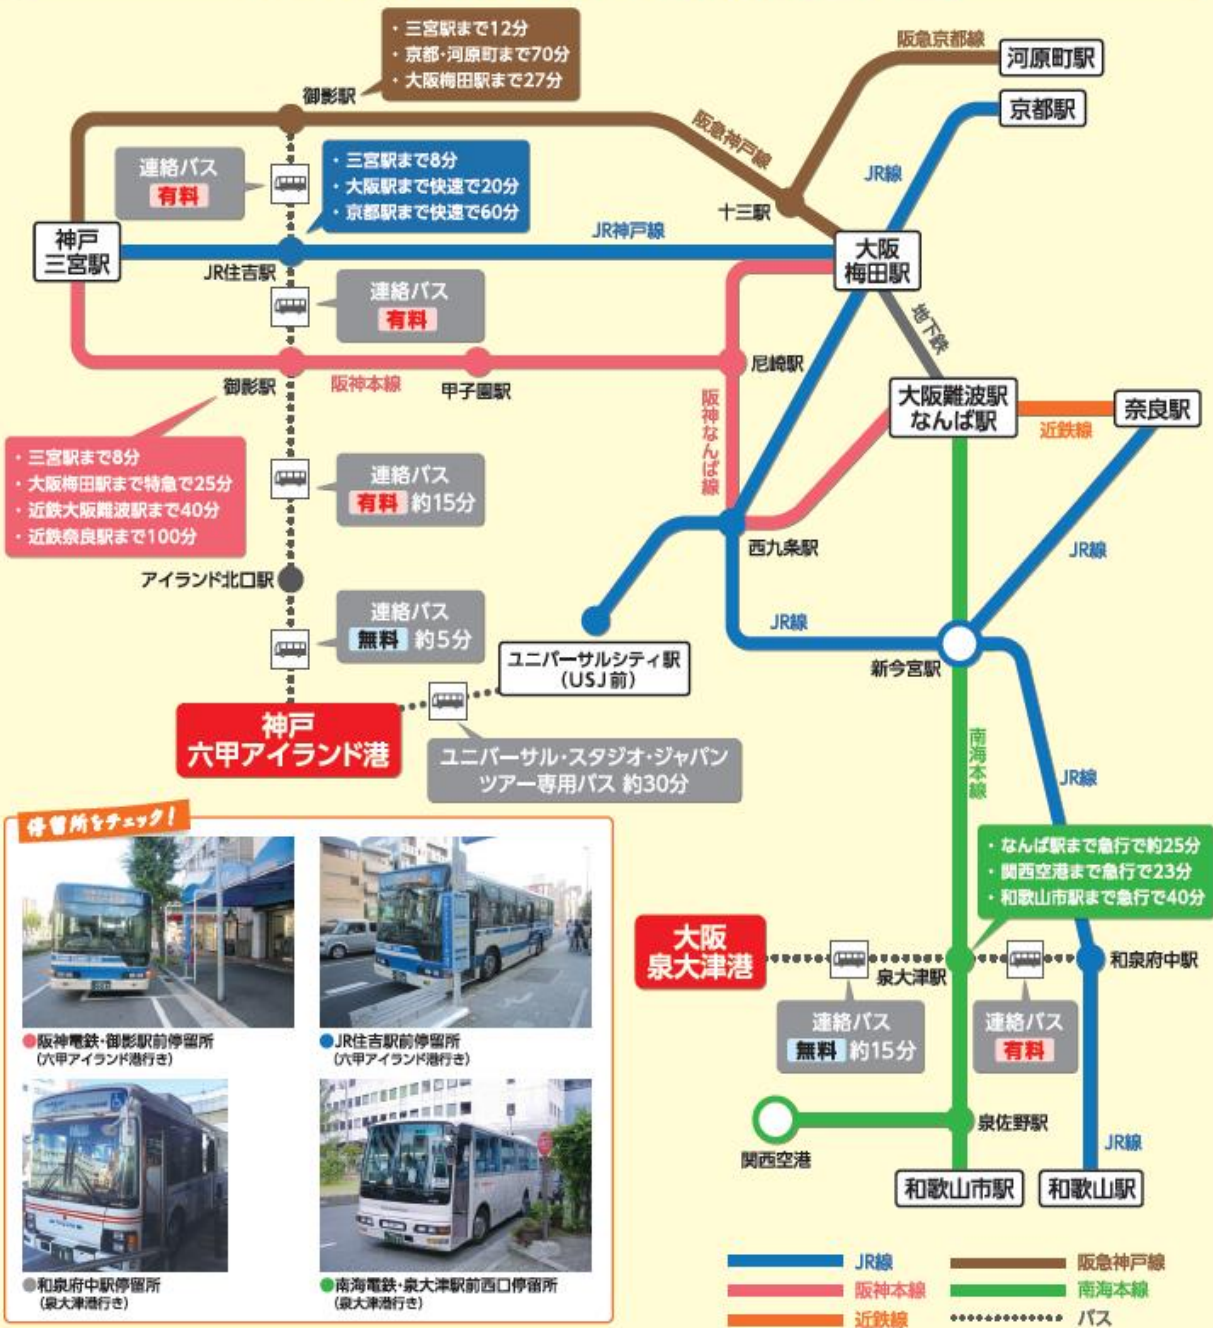 ・三宮駅まで12分
・京都・河原町まで70分
・大阪梅田駅まで27分
阪急京都線
河原町駅
御影駅
京都駅
阪急神戸線
連絡バス
有料
・三宮駅まで8分
・大阪駅まで快速で20分
・京都駅まで快速で60分
JR線
十三駅
神戸
三宮駅
JR神戸線
大阪
梅田駅
JR住吉駅
連絡バス
有料
地下鉄
御影駅
阪神本線
甲子園駅
尼崎駅
大阪難波駅
なんば駅
近鉄線
奈良駅
阪神なんば線
・三宮駅まで8分
・大阪梅田駅まで特急で25分
・近鉄大阪難波駅まで40分
・近鉄奈良駅まで100分
連絡バス
有料 約15分
西九条駅
JR線
アイランド北口駅
連絡バス
無料 約5分
JR線
ユニバーサルシティ駅
(USJ前)
新今宮駅
神戸
六甲アイランド港
ユニバーサル・スタジオ・ジャパン
ツアー専用バス 約30分
南海本線
JR線
・なんば駅まで急行で約25分
・関西空港まで急行で23分
・和歌山市駅まで急行で40分
大阪
泉大津港
泉大津駅
和泉府中駅
連絡バス
無料 約15分
連絡バス
有料
関西空港
泉佐野駅
JR線
和歌山市駅
和歌山駅
停留所をチェック!
●阪神電鉄・御影駅前停留所
(六甲アイランド港行き)
●JR住吉駅前停留所
(六甲アイランド港行き)
●和泉府中駅停留所
(泉大津港行き)
●南海電鉄・泉大津駅前西口停留所
(泉大津港行き)
JR線
阪急神戸線
阪神本線
南海本線
近鉄線
バス